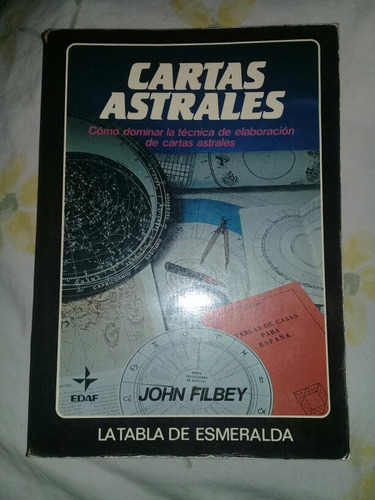 CARTAS
ASTRALES
Cómo dominar la técnica de elaboración
de cartas astrales
CAPRICORNIO
TABLAS DE CASAS
PARA
ESPAÑA
EDAF
JOHN FILBEY
LA TABLA DE ESMERALDA